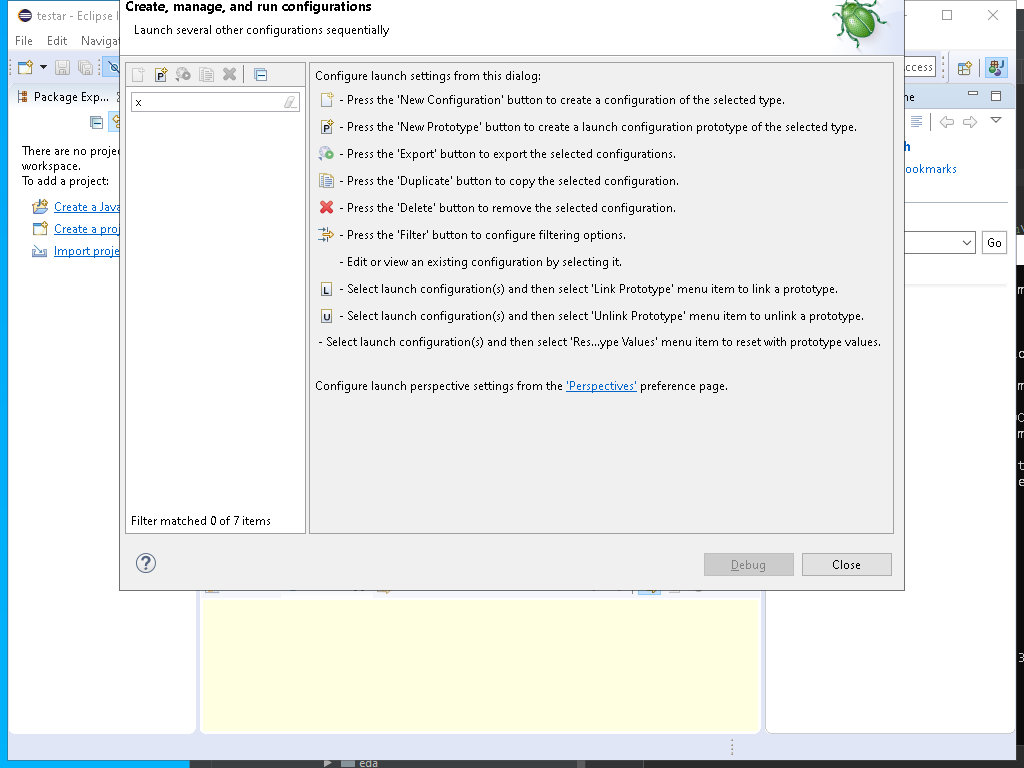 Create, manage, and run configurations
testar - Eclipse I
Launch several other configurations sequentially
File Edit Navigat
ccess
Package Exp...
ne
x
Configure launch settings from this dialog:
- Press the 'New Configuration' button to create a configuration of the selected type.
P - Press the 'New Prototype' button to create a launch configuration prototype of the selected type.
- Press the 'Export' button to export the selected configurations.
- Press the 'Duplicate' button to copy the selected configuration.
- Press the 'Delete' button to remove the selected configuration.
- Press the 'Filter' button to configure filtering options.
- Edit or view an existing configuration by selecting it.
L - Select launch configuration(s) and then select 'Link Prototype' menu item to link a prototype.
U - Select launch configuration(s) and then select 'Unlink Prototype' menu item to unlink a prototype.
- Select launch configuration(s) and then select 'Res...ype Values' menu item to reset with prototype values.
Configure launch perspective settings from the 'Perspectives' preference page.
There are no projec
workspace.
To add a project:
Create a Java
Create a proj
Import proje
h
ookmarks
Go
Filter matched 0 of 7 items
?
Debug
Close
eda